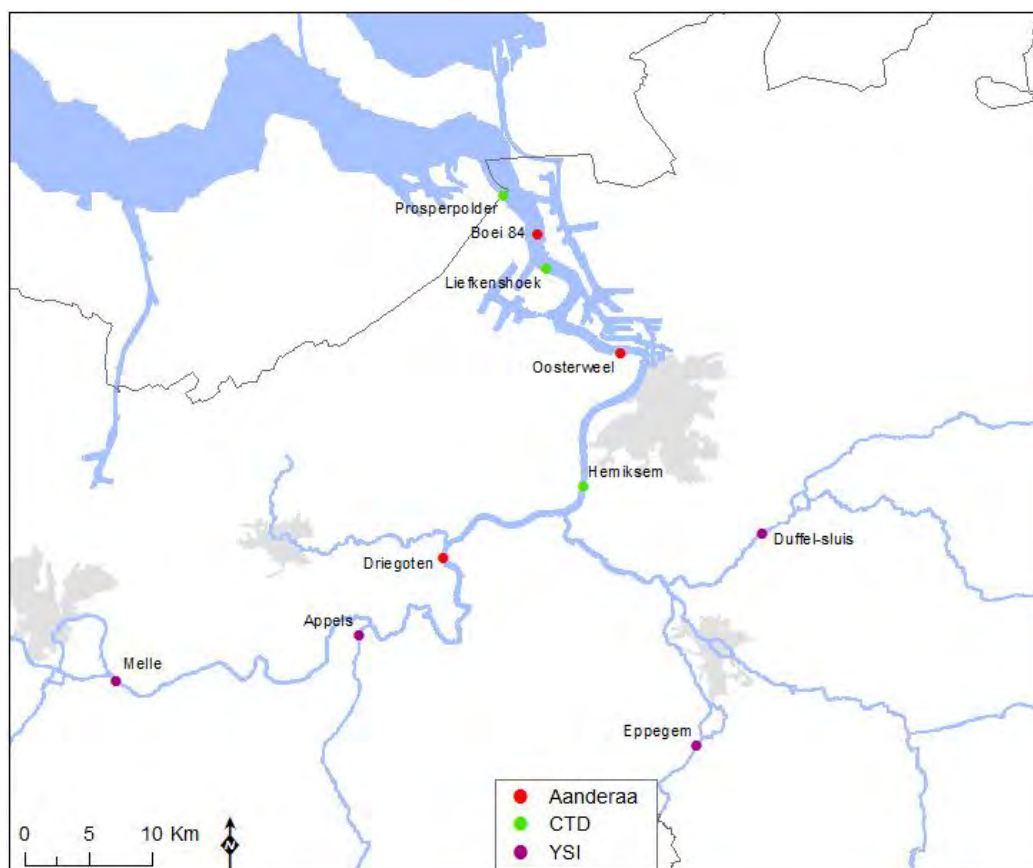 Prosperpolder
Boei 84
Liefkenshoek
Oosterweel
Hemiksem
Duffel-sluis
Driegoten
Appels
Melle
Eppegem
Aanderaa
CTD
YSI
0 5 10 Km
N